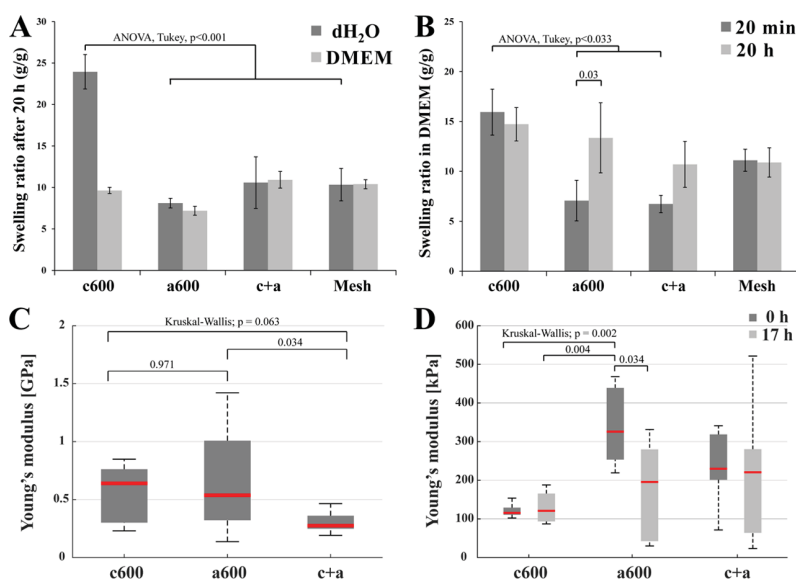 A
ANOVA, Tukey, p<0.001
dH2O
DMEM
Swelling ratio after 20 h (g/g)
30
25
20
15
10
5
0
c600 a600 c+a Mesh
B
ANOVA, Tukey, p<0.033
20 min
20 h
0.03
Swelling ratio in DMEM (g/g)
25
20
15
10
5
0
c600 a600 c+a Mesh
C
Kruskal-Wallis; p = 0.063
0.034
0.971
Young's modulus [GPa]
2
1.5
1
0.5
0
c600 a600 c+a
D
0 h
17 h
Kruskal-Wallis; p = 0.002
0.004
0.034
Young's modulus [kPa]
600
500
400
300
200
100
0
c600 a600 c+a